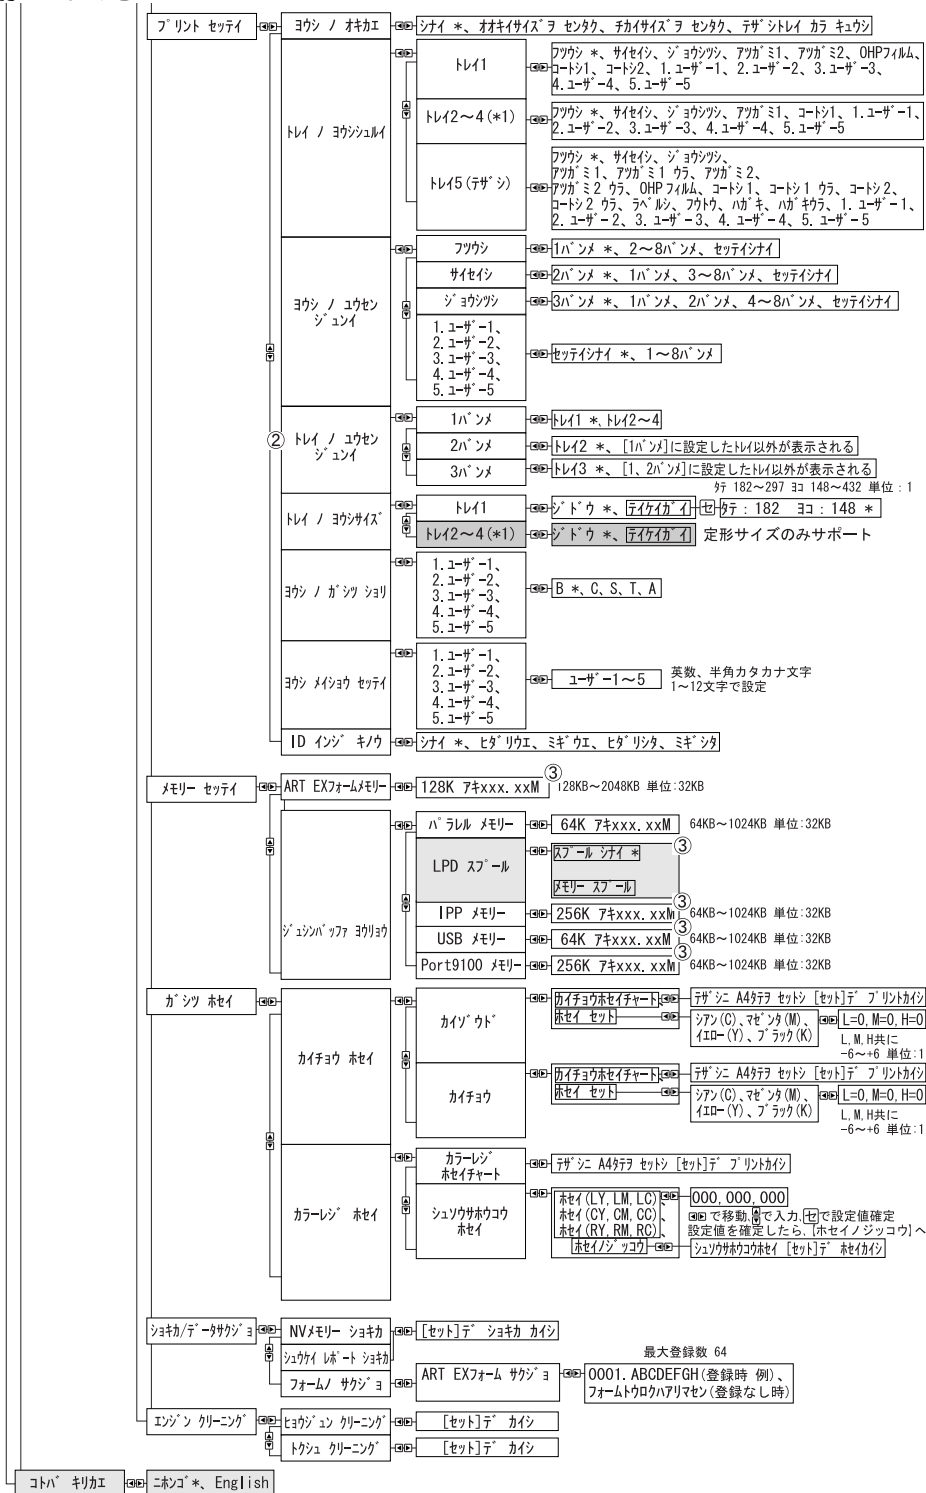 プリント セッテイ
ヨウシ ノ オキカエ
シナイ *、オオキイサイズヲ センタク、チカイサイズヲ センタク、テザシトレイ カラ キュウシ
トレイ ノ ヨウシシュルイ
トレイ1
フツウシ *、サイセイシ、ジョウシツシ、アツガミ1、アツガミ2、OHPフィルム、
コートシ1、コートシ2、1.ユーザー1、2.ユーザー2、3.ユーザー3、
4.ユーザー4、5.ユーザー5
トレイ2～4(*1)
フツウシ *、サイセイシ、ジョウシツシ、アツガミ1、コートシ1、1.ユーザー1、
2.ユーザー2、3.ユーザー3、4.ユーザー4、5.ユーザー5
トレイ5(テザシ)
フツウシ *、サイセイシ、ジョウシツシ、
アツガミ1、アツガミ1 ウラ、アツガミ2、
アツガミ2 ウラ、OHPフィルム、コートシ1、コートシ1 ウラ、コートシ2、
コートシ2 ウラ、ラベルシ、フウトウ、ハガキ、ハガキウラ、1.ユーザー1、
2.ユーザー2、3.ユーザー3、4.ユーザー4、5.ユーザー5
ヨウシ ノ ユウセン
ジュンイ
フツウシ
1バンメ *、2～8バンメ、セッテイシナイ
サイセイシ
2バンメ *、1バンメ、3～8バンメ、セッテイシナイ
ジョウシツシ
3バンメ *、1バンメ、2バンメ、4～8バンメ、セッテイシナイ
1.ユーザー1、
2.ユーザー2、
3.ユーザー3、
4.ユーザー4、
5.ユーザー5
セッテイシナイ *、1～8バンメ
②
トレイ ノ ユウセン
ジュンイ
1バンメ
トレイ1 *、トレイ2～4
2バンメ
トレイ2 *、[1バンメ]に設定したトレイ以外が表示される
3バンメ
トレイ3 *、[1、2バンメ]に設定したトレイ以外が表示される
タテ 182～297 ヨコ 148～432 単位：1
トレイ ノ ヨウシサイズ
トレイ1
ジドウ *、テイケイガイ
セ
タテ：182 ヨコ：148 *
トレイ2～4(*1)
ジドウ *、テイケイガイ
定形サイズのみサポート
ヨウシ ノ ガシツ ショリ
1.ユーザー1、
2.ユーザー2、
3.ユーザー3、
4.ユーザー4、
5.ユーザー5
B *、C、S、T、A
ヨウシ メイショウ セッテイ
1.ユーザー1、
2.ユーザー2、
3.ユーザー3、
4.ユーザー4、
5.ユーザー5
ユーザー1～5
英数、半角カタカナ文字
1～12文字で設定
ID インジ キノウ
シナイ *、ヒダリウエ、ミギウエ、ヒダリシタ、ミギシタ
メモリー セッテイ
ART EXフォームメモリー
128K アキxxx.xxM
③
128KB～2048KB 単位:32KB
ジュシンバッファ ヨウリョウ
パラレル メモリー
64K アキxxx.xxM
64KB～1024KB 単位:32KB
LPD スプール
スプール シナイ *
③
メモリー スプール
IPP メモリー
256K アキxxx.xxM
③
64KB～1024KB 単位:32KB
USB メモリー
64K アキxxx.xxM
③
64KB～1024KB 単位:32KB
Port9100 メモリー
256K アキxxx.xxM
③
64KB～1024KB 単位:32KB
ガシツ ホセイ
カイチョウ ホセイ
カイゾウド
カイチョウホセイチャート
テザシニ A4タテヲ セットシ [セット]デ プリントカイシ
ホセイ セット
シアン(C)、マゼンタ(M)、
イエロー(Y)、ブラック(K)
L=0,M=0,H=0
L,M,H共に
-6～+6 単位:1
カイチョウ
カイチョウホセイチャート
テザシニ A4タテヲ セットシ [セット]デ プリントカイシ
ホセイ セット
シアン(C)、マゼンタ(M)、
イエロー(Y)、ブラック(K)
L=0,M=0,H=0
L,M,H共に
-6～+6 単位:1
カラーレジ ホセイ
カラーレジ
ホセイチャート
テザシニ A4タテヲ セットシ [セット]デ プリントカイシ
シュソウサホウコウ
ホセイ
ホセイ(LY,LM,LC)、
ホセイ(CY,CM,CC)、
ホセイ(RY,RM,RC)、
000,000,000
で移動、で入力、セで設定値確定
設定値を確定したら、[ホセイノジッコウ]へ
ホセイノジッコウ
シュソウサホウコウホセイ [セット]デ ホセイカイシ
ショキカ/データサクジョ
NVメモリー ショキカ
[セット]デ ショキカ カイシ
シュウケイ レポート ショキカ
フォームノ サクジョ
ART EXフォーム サクジョ
最大登録数 64
0001.ABCDEFGH(登録時 例)、
フォームトウロクハアリマセン(登録なし時)
エンジン クリーニング
ヒョウジュン クリーニング
[セット]デ カイシ
トクシュ クリーニング
[セット]デ カイシ
コトバ キリカエ
ニホンゴ*、English